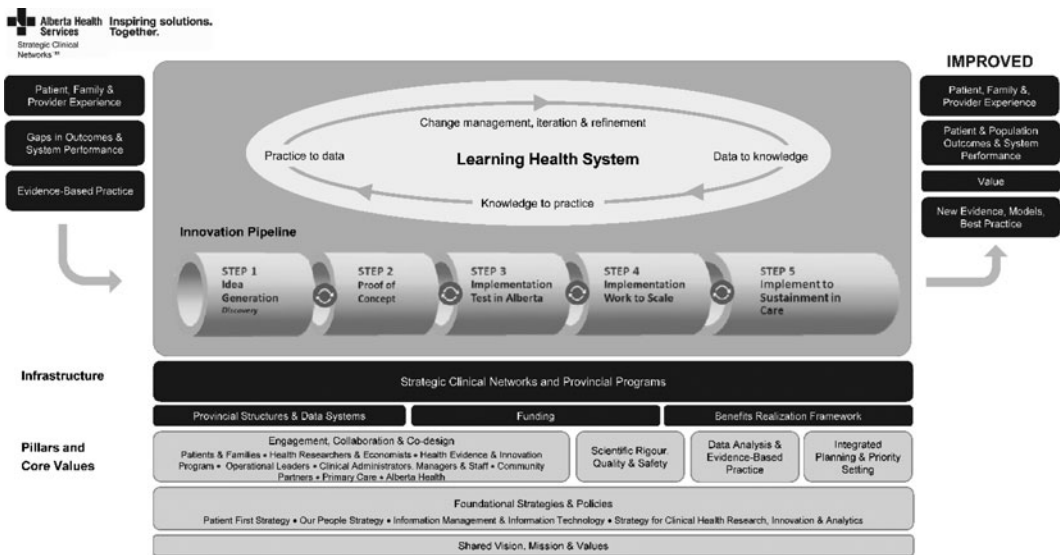 Alberta Health Services
Inspiring solutions. Together.
Strategic Clinical
Networks™
IMPROVED
Patient, Family &
Provider Experience
Gaps in Outcomes &
System Performance
Evidence-Based Practice
Change management, iteration & refinement
Practice to data
Learning Health System
Data to knowledge
Knowledge to practice
Innovation Pipeline
STEP 1
Idea
Generation
Discovery
STEP 2
Proof of
Concept
STEP 3
Implementation
Test in Alberta
STEP 4
Implementation
Work to Scale
STEP 5
Implement to
Sustainment in
Care
Patient, Family &,
Provider Experience
Patient & Population
Outcomes & System
Performance
Value
New Evidence, Models,
Best Practice
Infrastructure
Strategic Clinical Networks and Provincial Programs
Provincial Structures & Data Systems
Funding
Benefits Realization Framework
Pillars and
Core Values
Engagement, Collaboration & Co-design
Patients & Families • Health Researchers & Economists • Health Evidence & Innovation
Program • Operational Leaders • Clinical Administrators, Managers & Staff • Community
Partners • Primary Care • Alberta Health
Scientific Rigour,
Quality & Safety
Data Analysis &
Evidence-Based
Practice
Integrated
Planning & Priority
Setting
Foundational Strategies & Policies
Patient First Strategy • Our People Strategy • Information Management & Information Technology • Strategy for Clinical Health Research, Innovation & Analytics
Shared Vision, Mission & Values